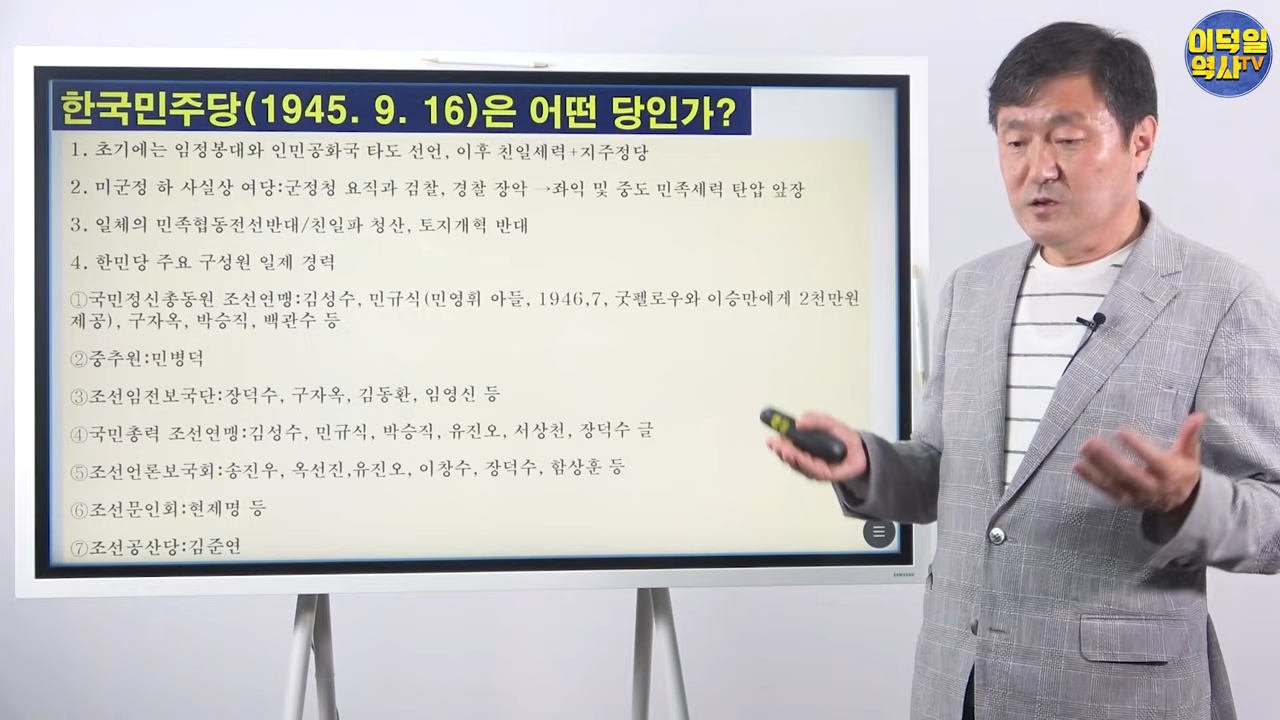 이덕일
역사TV
한국민주당(1945. 9. 16)은 어떤 당인가?
1. 초기에는 임정봉대와 인민공화국 타도 선언, 이후 친일세력+지주정당
2. 미군정 하 사실상 여당:군정청 요직과 검찰, 경찰 장악 →좌익 및 중도 민족세력 탄압 앞장
3. 일체의 민족협동전선반대/친일파 청산, 토지개혁 반대
4. 한민당 주요 구성원 일제 경력
①국민정신총동원 조선연맹:김성수, 민규식(민영휘 아들, 1946,7, 굿펠로우와 이승만에게 2천만원
제공), 구자옥, 박승직, 백관수 등
②중추원:민병덕
③조선임전보국단:장덕수, 구자옥, 김동환, 임영신 등
④국민총력 조선연맹:김성수, 민규식, 박승직, 유진오, 서상천, 장덕수 글
⑤조선언론보국회:송진우, 옥선진,유진오, 이창수, 장덕수, 함상훈 등
⑥조선문인회:현제명 등
⑦조선공산당:김준연
SAMSUNG